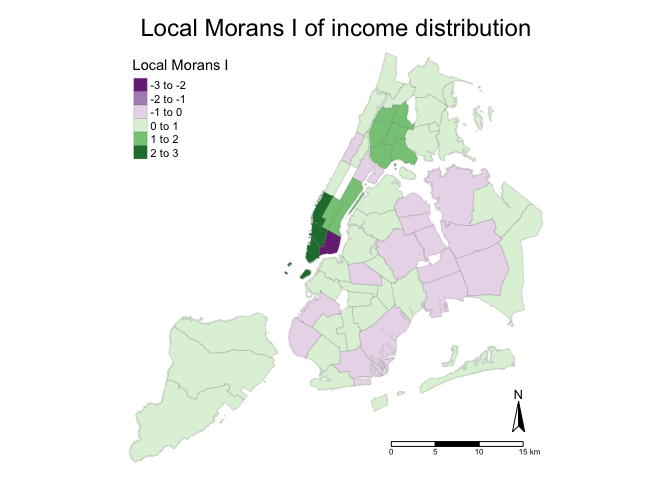 Local Morans I of income distribution
Local Morans I
-3 to -2
-2 to -1
-1 to 0
0 to 1
1 to 2
2 to 3
N
0 5 10 15 km